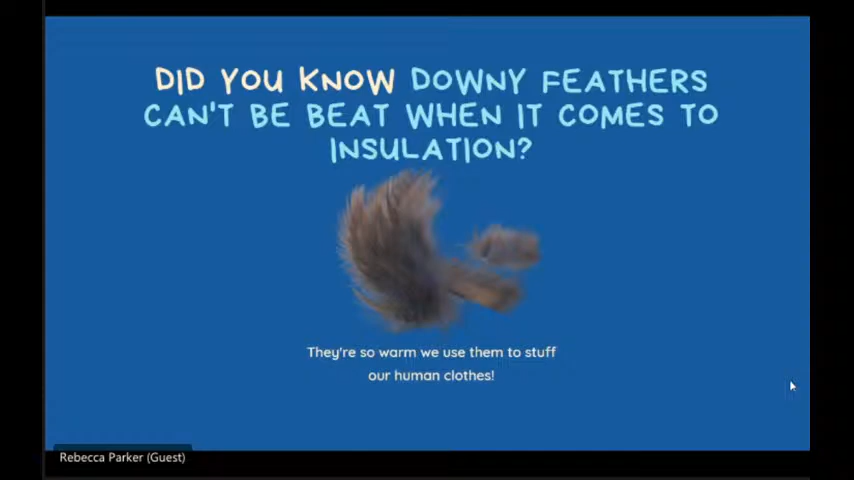 DID YOU KNOW DOWNY FEATHERS
CAN'T BE BEAT WHEN IT COMES TO
INSULATION?
They're so warm we use them to stuff
our human clothes!
Rebecca Parker (Guest)